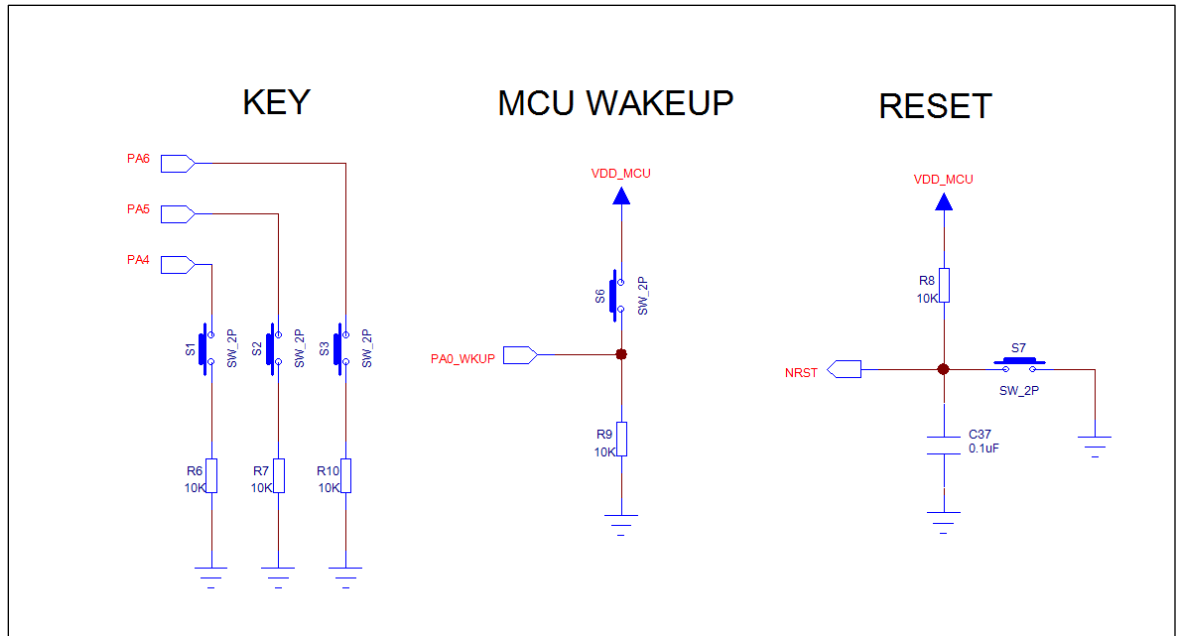 KEY
PA6
PA5
PA4
S1
SW_2P
S2
SW_2P
S3
SW_2P
R6
10K
R7
10K
R10
10K
MCU WAKEUP
VDD_MCU
S6
SW_2P
PA0_WKUP
R9
10K
RESET
VDD_MCU
R8
10K
S7
SW_2P
NRST
C37
0.1uF